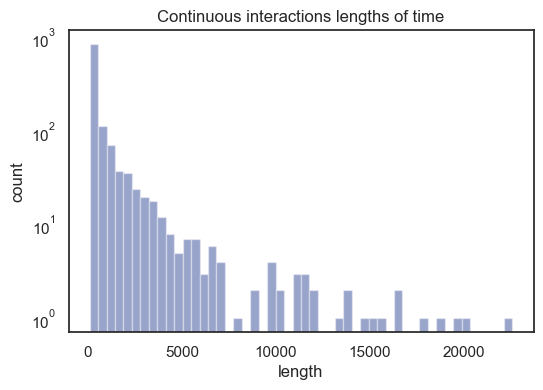 Continuous interactions lengths of time
10³
10²
10¹
10⁰
count
0 5000 10000 15000 20000
length